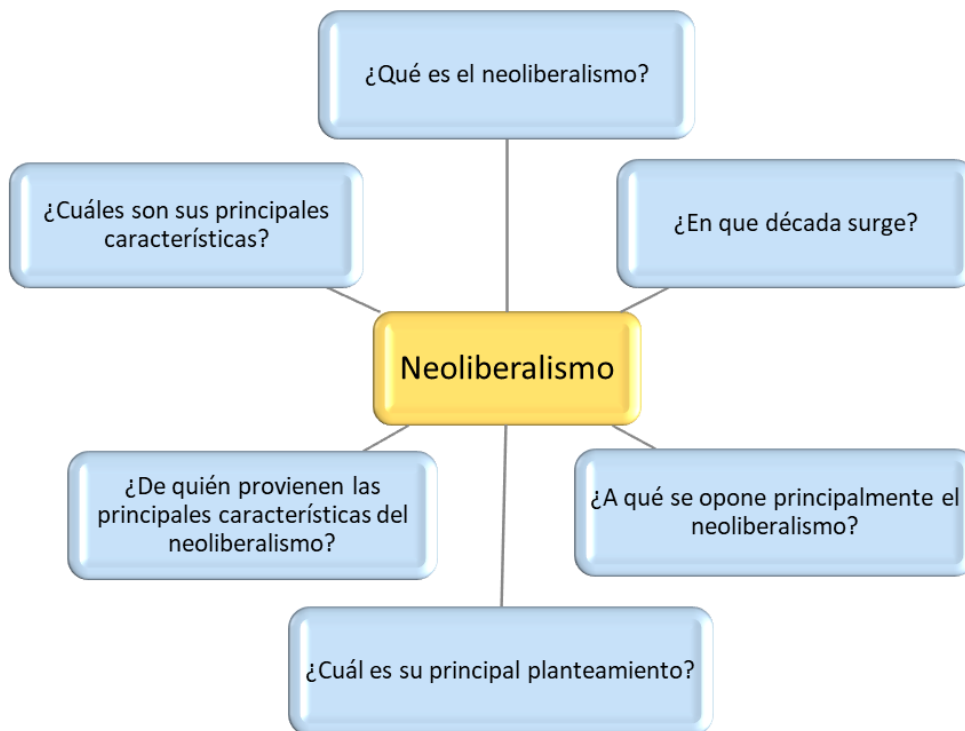 ¿Qué es el neoliberalismo?
¿Cuáles son sus principales
características?
¿En que década surge?
Neoliberalismo
¿De quién provienen las
principales características del
neoliberalismo?
¿A qué se opone principalmente el
neoliberalismo?
¿Cuál es su principal planteamiento?